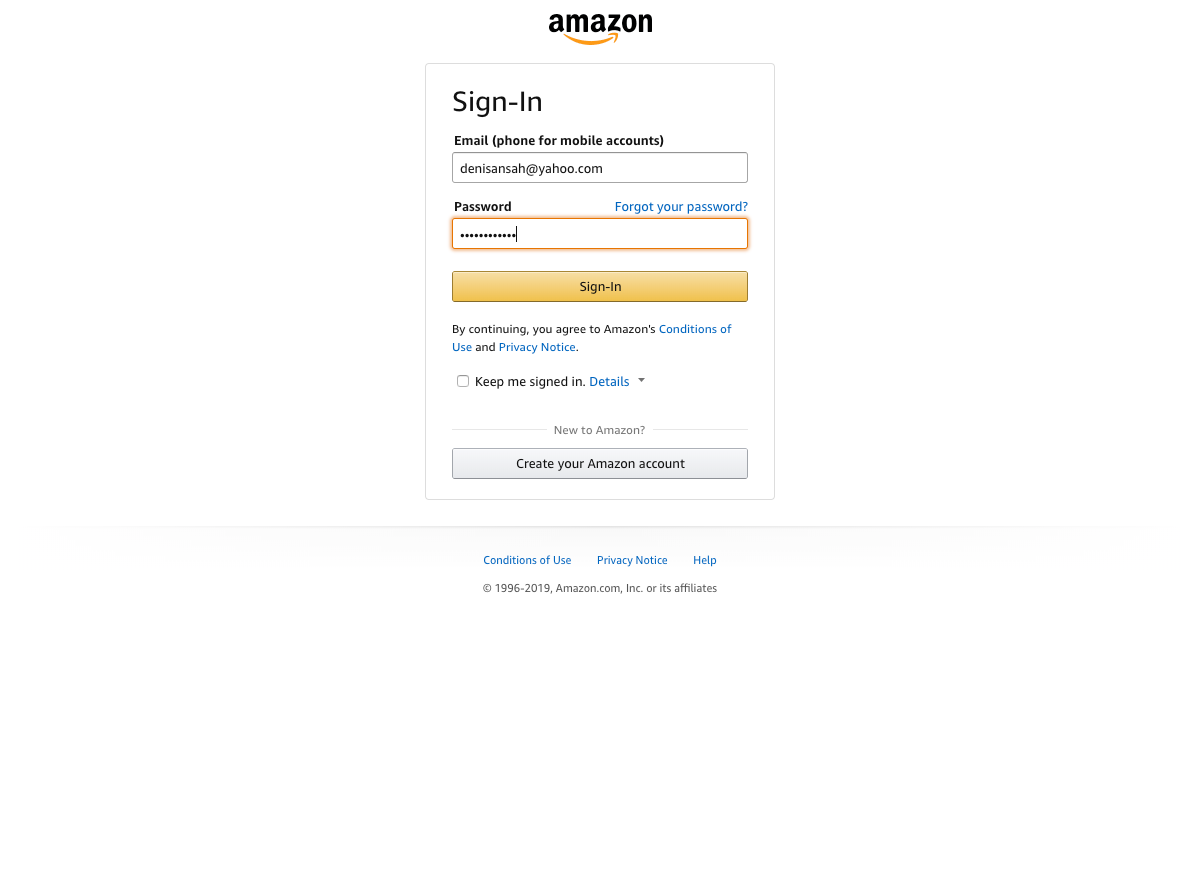 amazon
Sign-In
Email (phone for mobile accounts)
denisansah@yahoo.com
Password Forgot your password?
••••••••••••
Sign-In
By continuing, you agree to Amazon's Conditions of
Use and Privacy Notice.
Keep me signed in. Details
New to Amazon?
Create your Amazon account
Conditions of Use Privacy Notice Help
© 1996-2019, Amazon.com, Inc. or its affiliates